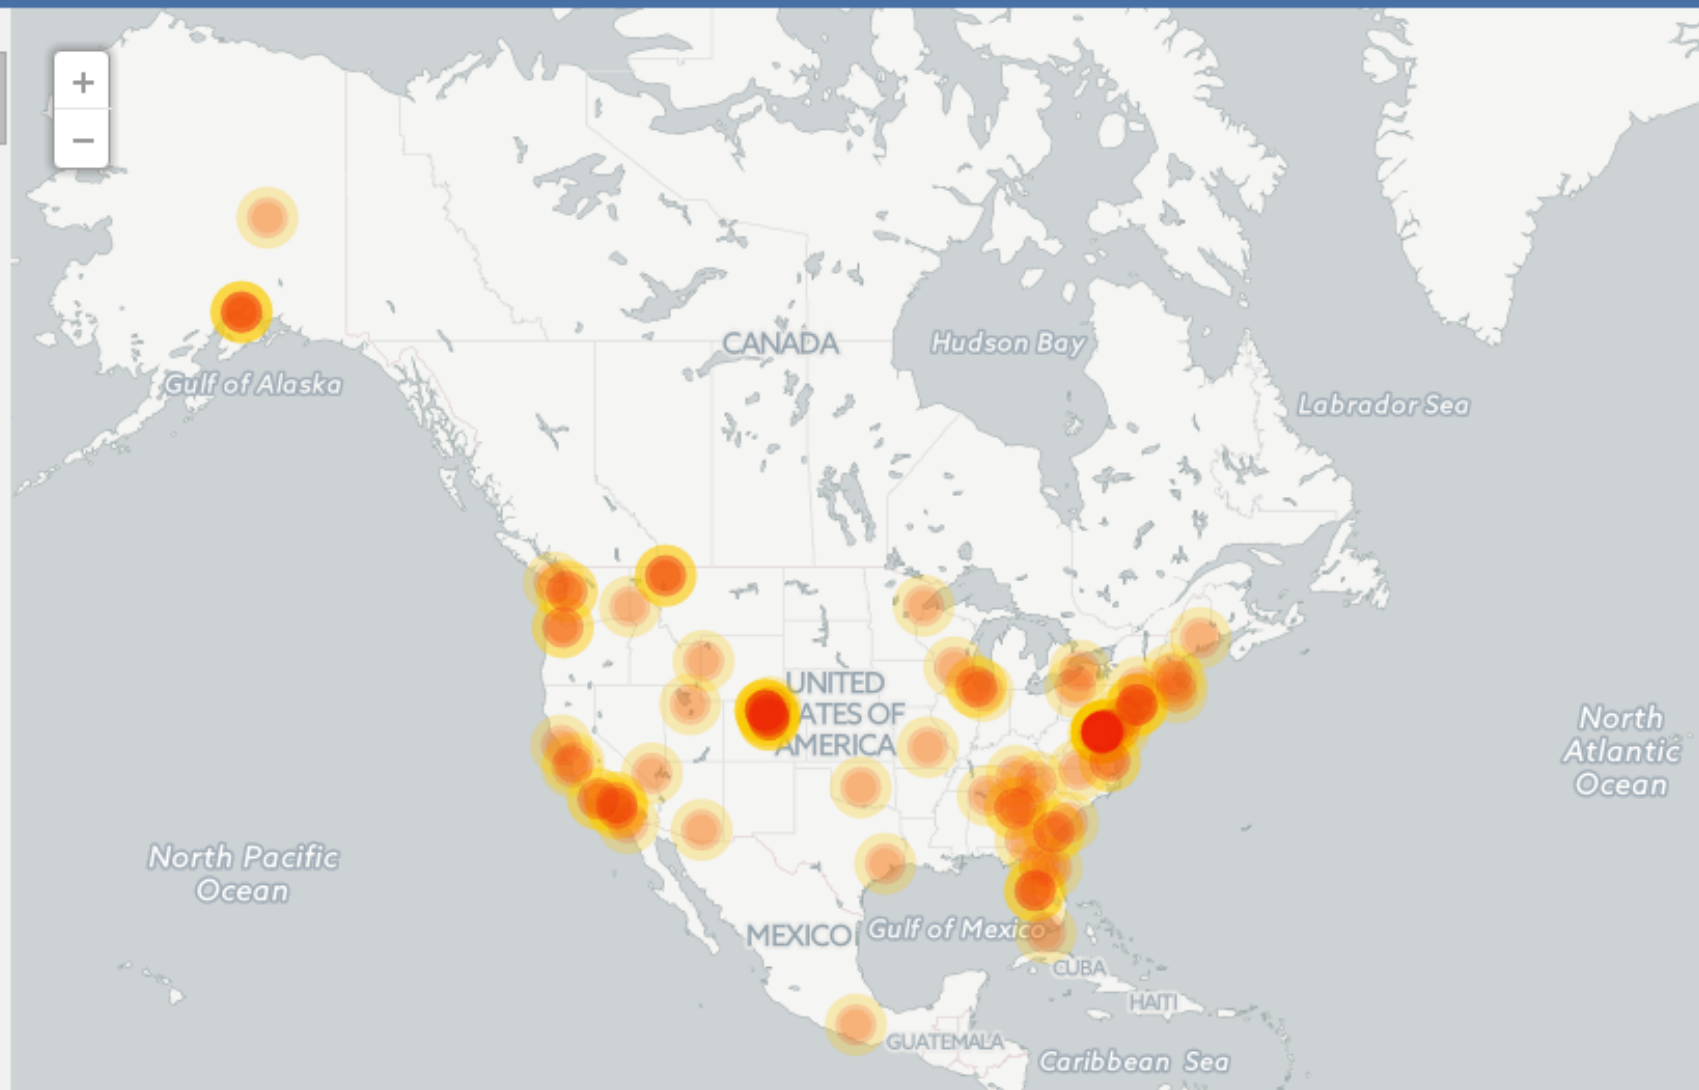 +
−
CANADA
Hudson Bay
Gulf of Alaska
Labrador Sea
UNITED
ATES OF
AMERICA
North
Atlantic
Ocean
North Pacific
Ocean
MEXICO
Gulf of Mexico
CUBA
HAITI
GUATEMALA
Caribbean Sea